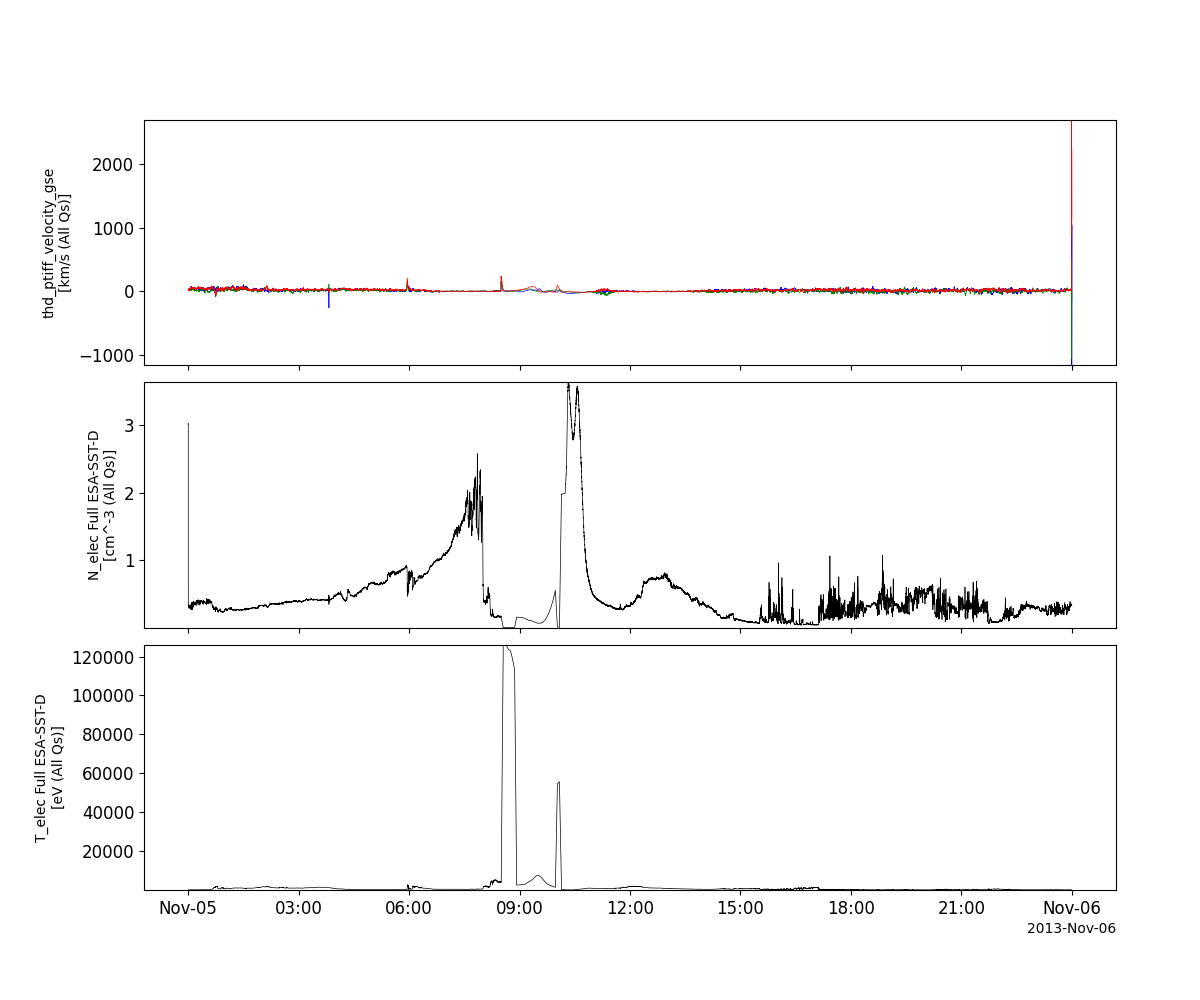 thd_ptiff_velocity_gse
[km/s (All Qs)]
2000
1000
0
−1000
N_elec Full ESA-SST-D
[cm^-3 (All Qs)]
3
2
1
T_elec Full ESA-SST-D
[eV (All Qs)]
120000
100000
80000
60000
40000
20000
Nov-05 03:00 06:00 09:00 12:00 15:00 18:00 21:00 Nov-06
2013-Nov-06